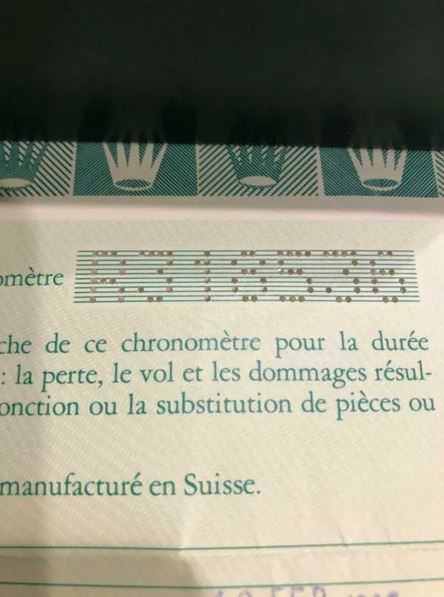 omètre
che de ce chronomètre pour la durée
: la perte, le vol et les dommages résul-
onction ou la substitution de pièces ou
manufacturé en Suisse.